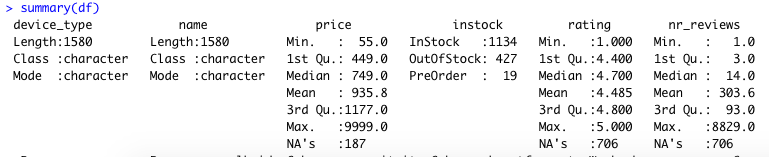 > summary(df)
device_type name price instock rating nr_reviews
Length:1580 Length:1580 Min. : 55.0 InStock :1134 Min. :1.000 Min. : 1.0
Class :character Class :character 1st Qu.: 449.0 OutOfStock: 427 1st Qu.:4.400 1st Qu.: 3.0
Mode :character Mode :character Median : 749.0 PreOrder : 19 Median :4.700 Median : 14.0
Mean : 935.8 Mean :4.485 Mean : 303.6
3rd Qu.:1177.0 3rd Qu.:4.800 3rd Qu.: 93.0
Max. :9999.0 Max. :5.000 Max. :8829.0
NA's :187 NA's :706 NA's :706